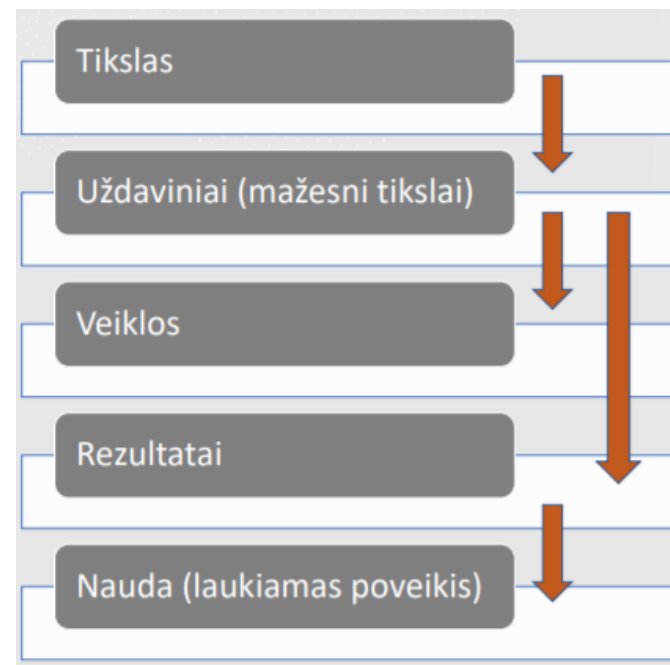 Tikslas
Uždaviniai (mažesni tikslai)
Veiklos
Rezultatai
Nauda (laukiamas poveikis)